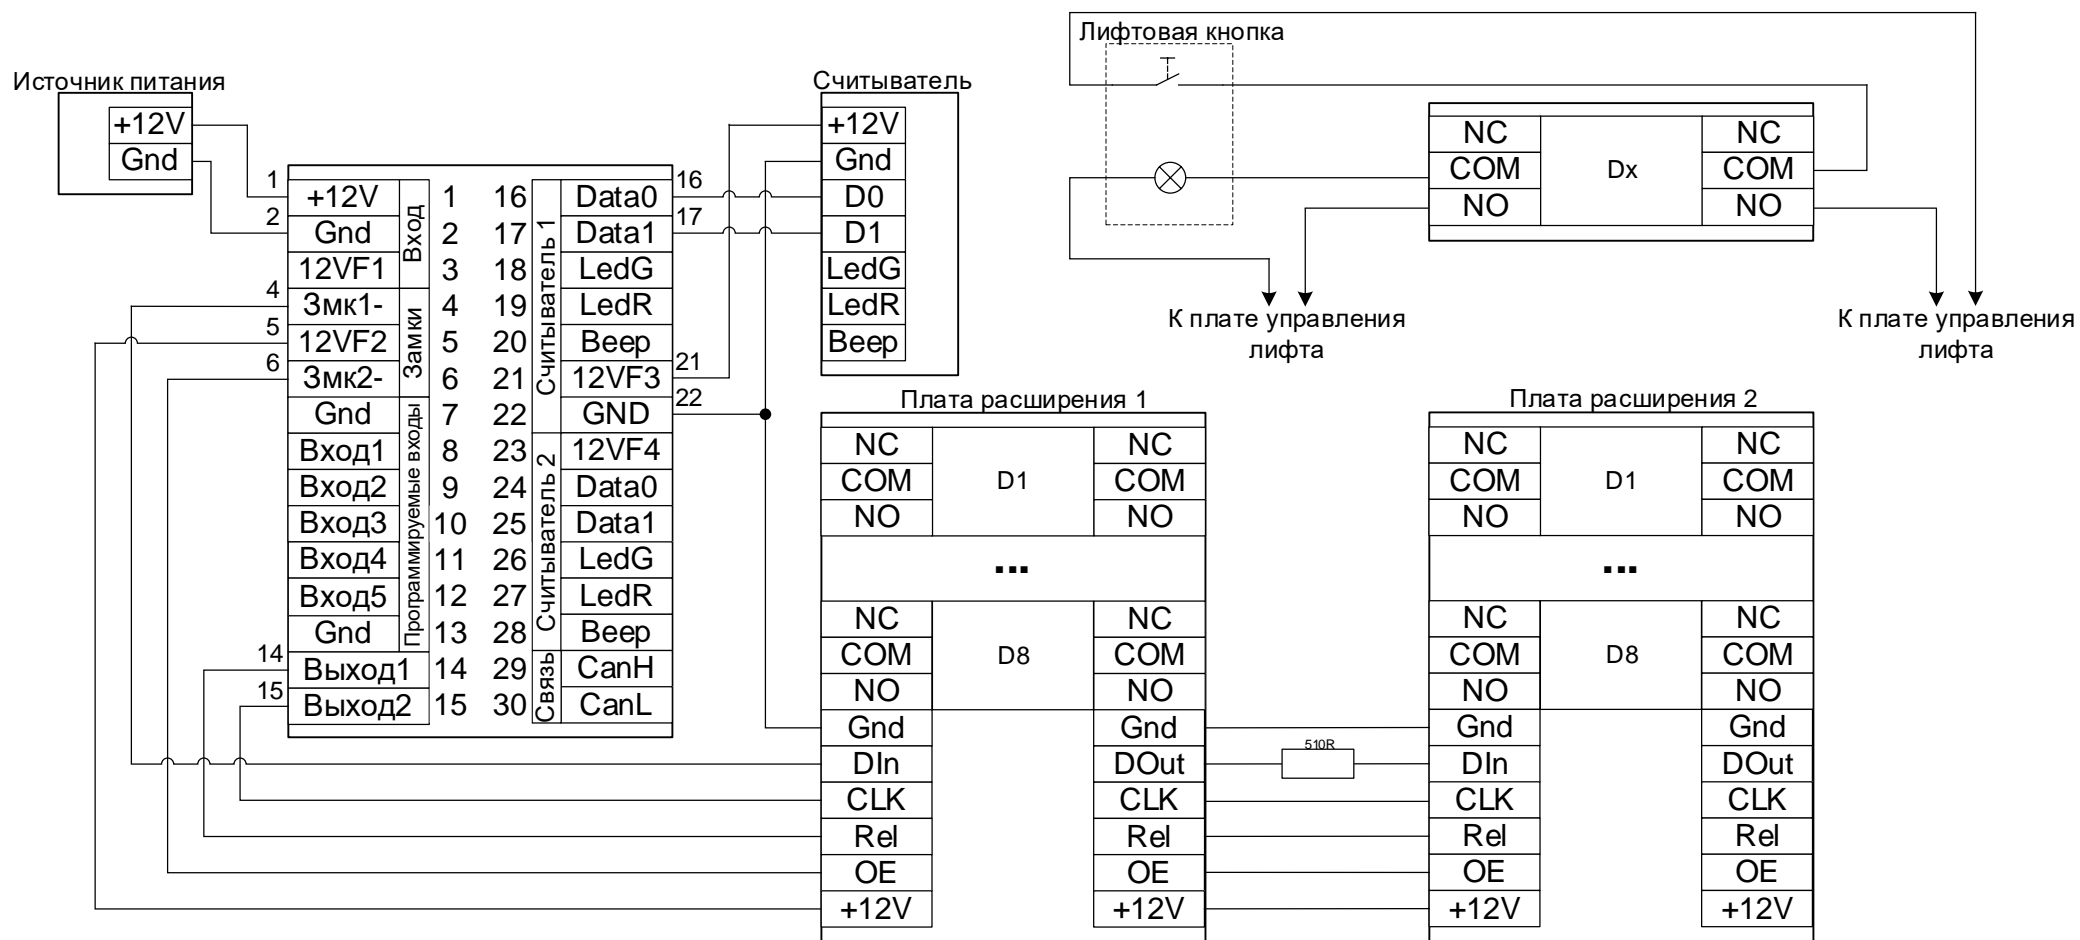 Лифтовая кнопка
Источник питания
+12V
Gnd
Считыватель
+12V
Gnd
D0
D1
LedG
LedR
Beep
NC
COM
NO
Dx
NC
COM
NO
К плате управления
лифта
К плате управления
лифта
1
2
4
5
6
14
15
+12V
Gnd
12VF1
Змк1-
12VF2
Змк2-
Gnd
Вход1
Вход2
Вход3
Вход4
Вход5
Gnd
Выход1
Выход2
Вход
Замки
Программируемые входы
1
2
3
4
5
6
7
8
9
10
11
12
13
14
15
16
17
18
19
20
21
22
23
24
25
26
27
28
29
30
Считыватель 1
Считыватель 2
Связь
Data0
Data1
LedG
LedR
Beep
12VF3
GND
12VF4
Data0
Data1
LedG
LedR
Beep
CanH
CanL
16
17
21
22
Плата расширения 1
NC
COM
NO
D1
NC
COM
NO
...
NC
COM
NO
D8
NC
COM
NO
Gnd
DIn
CLK
Rel
OE
+12V
Gnd
DOut
CLK
Rel
OE
+12V
510R
Плата расширения 2
NC
COM
NO
D1
NC
COM
NO
...
NC
COM
NO
D8
NC
COM
NO
Gnd
DIn
CLK
Rel
OE
+12V
Gnd
DOut
CLK
Rel
OE
+12V